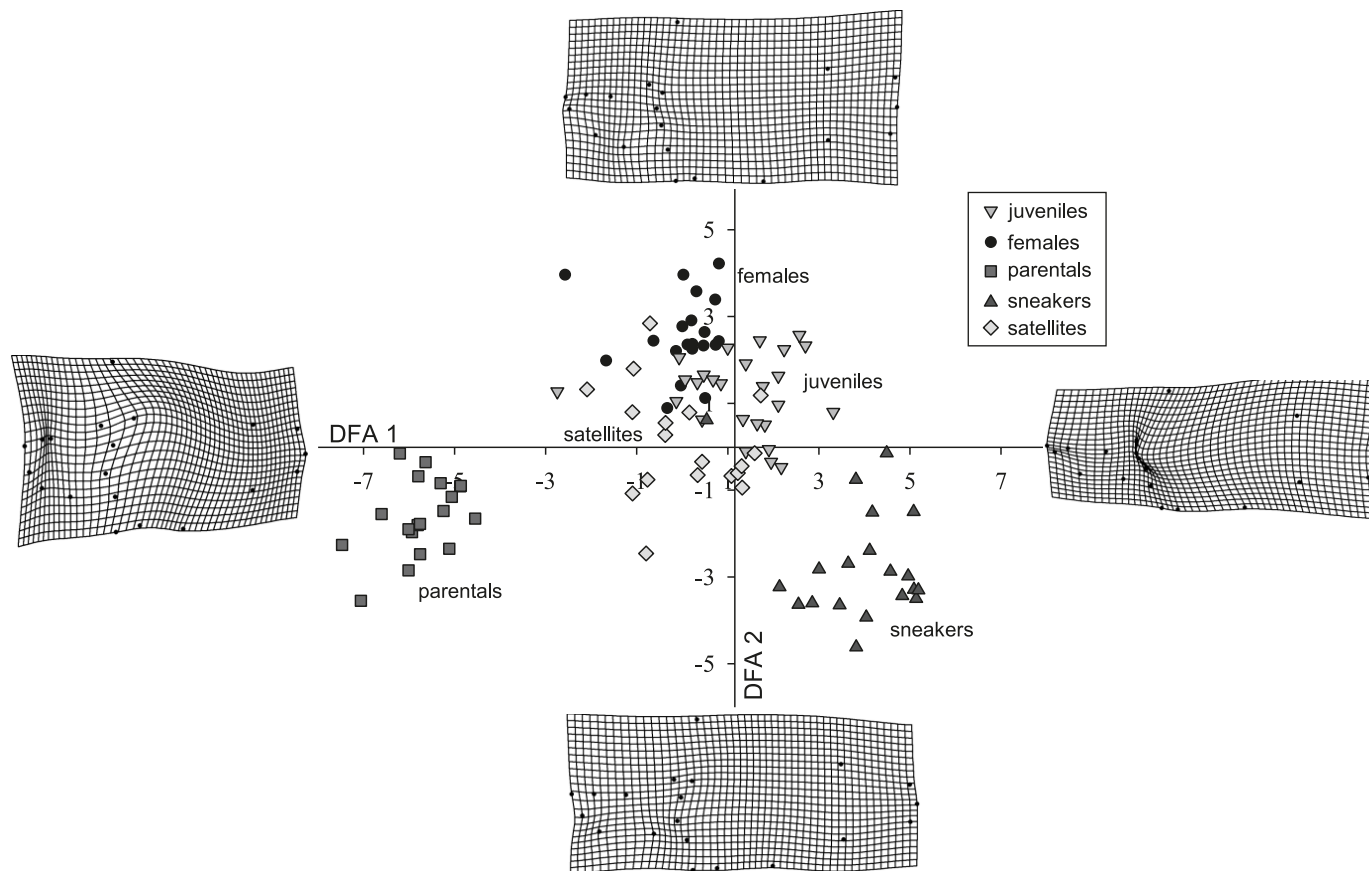 juveniles
females
parentals
sneakers
satellites
5
females
3
juveniles
1
satellites
DFA 1
-7
-5
-3
-1
1
3
5
7
-1
parentals
-3
sneakers
-5
DFA 2